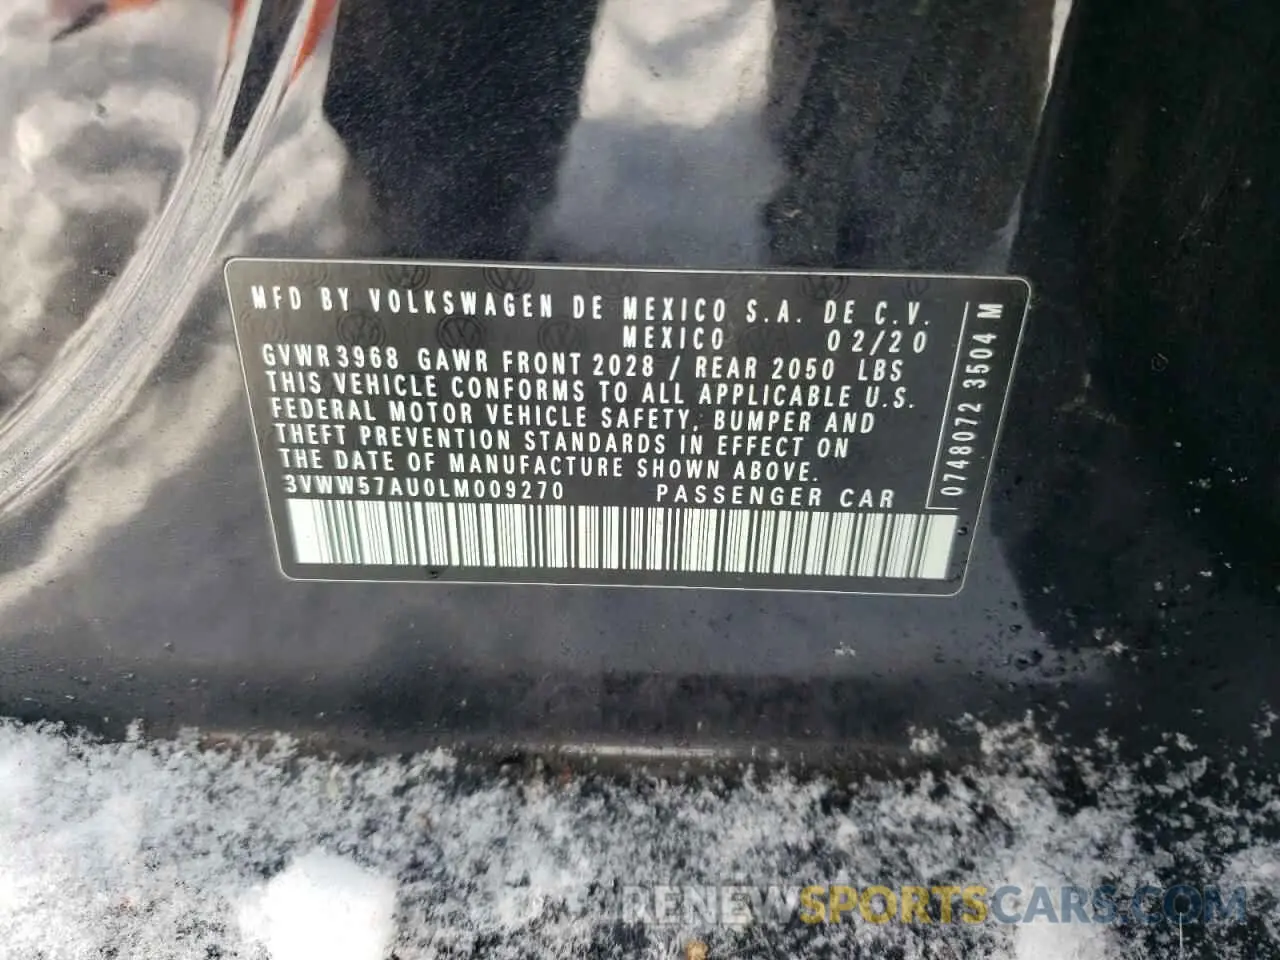 MFD BY VOLKSWAGEN DE MEXICO S.A. DE C.V.
MEXICO 02/20
GVWR 3968 GAWR FRONT 2028 / REAR 2050 LBS
THIS VEHICLE CONFORMS TO ALL APPLICABLE U.S.
FEDERAL MOTOR VEHICLE SAFETY, BUMPER AND
THEFT PREVENTION STANDARDS IN EFFECT ON
THE DATE OF MANUFACTURE SHOWN ABOVE.
3VWW57AU0LM009270 PASSENGER CAR
0748072 3504 M
RENEWSPORTSCARS.COM